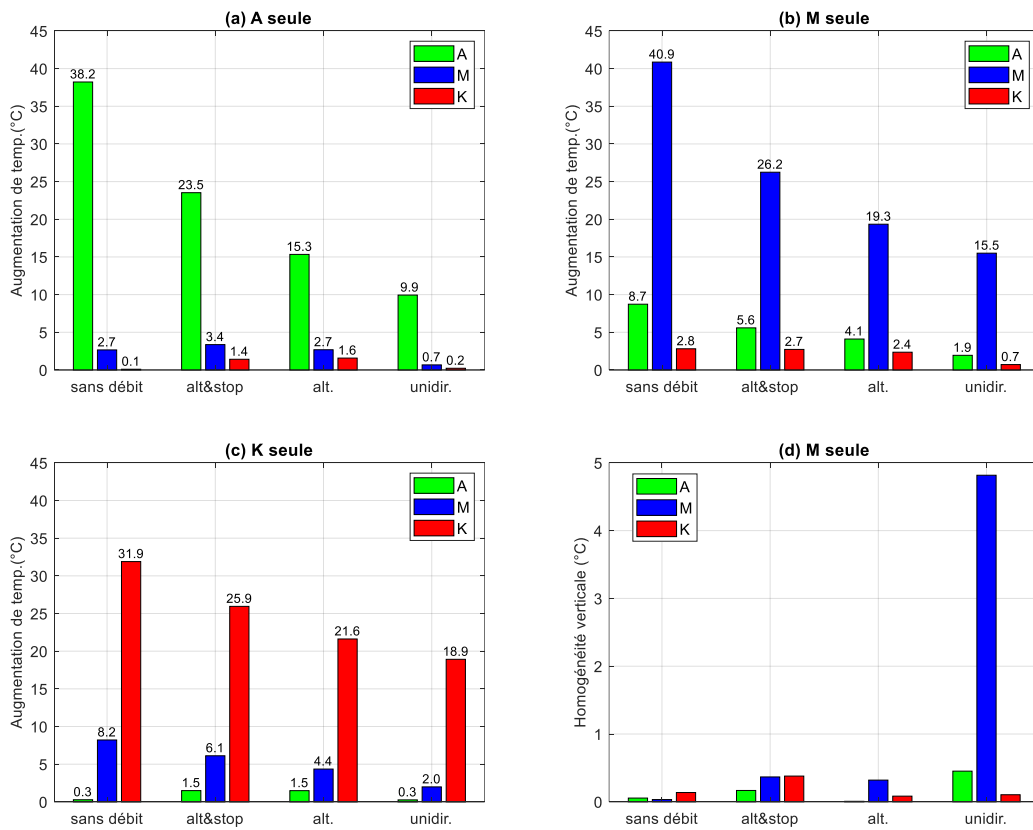 (a) A seule
Augmentation de temp.(°C)
45
40
35
30
25
20
15
10
5
0
38.2
2.7
0.1
23.5
3.4
1.4
15.3
2.7
1.6
9.9
0.7
0.2
A
M
K
sans débit
alt&stop
alt.
unidir.
(b) M seule
Augmentation de temp.(°C)
45
40
35
30
25
20
15
10
5
0
8.7
40.9
2.8
5.6
26.2
2.7
4.1
19.3
2.4
1.9
15.5
0.7
A
M
K
sans débit
alt&stop
alt.
unidir.
(c) K seule
Augmentation de temp.(°C)
45
40
35
30
25
20
15
10
5
0
0.3
8.2
31.9
1.5
6.1
25.9
1.5
4.4
21.6
0.3
2.0
18.9
A
M
K
sans débit
alt&stop
alt.
unidir.
(d) M seule
Homogénéité verticale (°C)
5
4
3
2
1
0
A
M
K
sans débit
alt&stop
alt.
unidir.